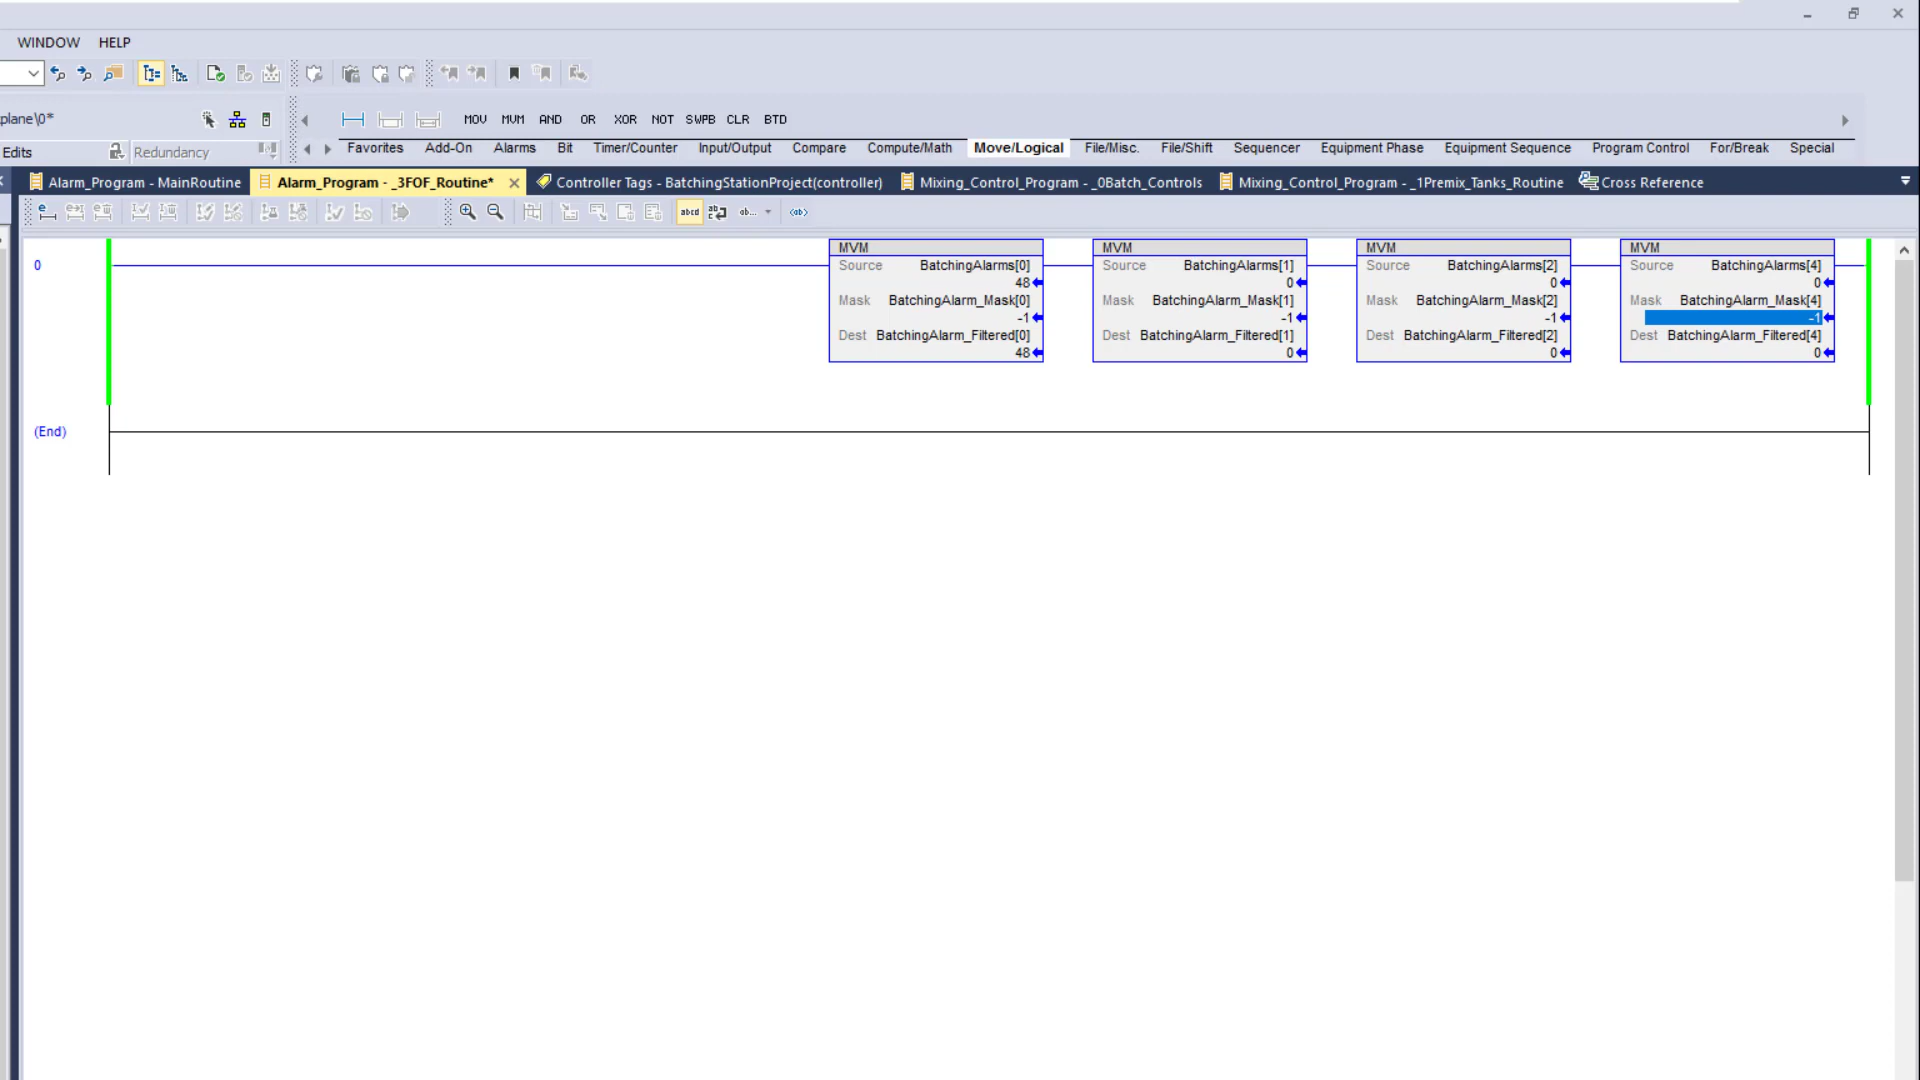 WINDOW HELP
plane\0*
MOV MVM AND OR XOR NOT SWPB CLR BTD
Edits Redundancy
Favorites Add-On Alarms Bit Timer/Counter Input/Output Compare Compute/Math Move/Logical File/Misc. File/Shift Sequencer Equipment Phase Equipment Sequence Program Control For/Break Special
Alarm_Program - MainRoutine Alarm_Program - _3FOF_Routine* Controller Tags - BatchingStationProject(controller) Mixing_Control_Program - _0Batch_Controls Mixing_Control_Program - _1Premix_Tanks_Routine Cross Reference
abcd ab... <ab>
0
MVM
Source BatchingAlarms[0]
48
Mask BatchingAlarm_Mask[0]
-1
Dest BatchingAlarm_Filtered[0]
48
MVM
Source BatchingAlarms[1]
0
Mask BatchingAlarm_Mask[1]
-1
Dest BatchingAlarm_Filtered[1]
0
MVM
Source BatchingAlarms[2]
0
Mask BatchingAlarm_Mask[2]
-1
Dest BatchingAlarm_Filtered[2]
0
MVM
Source BatchingAlarms[4]
0
Mask BatchingAlarm_Mask[4]
-1
Dest BatchingAlarm_Filtered[4]
0
(End)